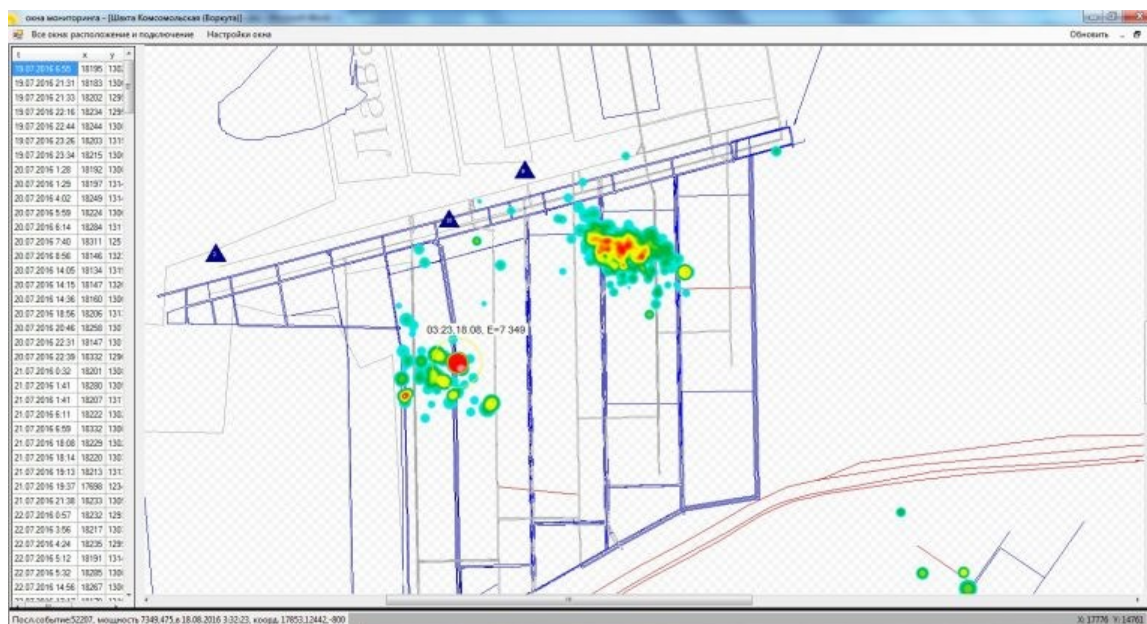 окна мониторинга - [Шахта Комсомольская (Воркута)]
Все окна: расположение и подключение Настройки окна Обновить
t x y
19.07.2016 6:55 18195
19.07.2016 21:31 18183
19.07.2016 21:33 18202
19.07.2016 22:16 18234
19.07.2016 22:44 18244
19.07.2016 23:26 18203
19.07.2016 23:34 18215
20.07.2016 1:28 18192
20.07.2016 1:29 18197
20.07.2016 4:02 18249
20.07.2016 5:59 18224
20.07.2016 6:14 18284
20.07.2016 7:40 18311
20.07.2016 8:56 18146
20.07.2016 14:05 18134
20.07.2016 14:15 18147
20.07.2016 14:36 18160
20.07.2016 18:56 18206
20.07.2016 20:46 18258
20.07.2016 22:31 18147
20.07.2016 22:39 18332
21.07.2016 0:32 18201
21.07.2016 1:41 18280
21.07.2016 1:41 18207
21.07.2016 6:11 18222
21.07.2016 6:59 18332
21.07.2016 18:08 18229
21.07.2016 18:14 18220
21.07.2016 19:13 18213
21.07.2016 19:37 17698
21.07.2016 21:38 18233
22.07.2016 0:57 18232
22.07.2016 3:56 18217
22.07.2016 4:24 18235
22.07.2016 5:12 18191
22.07.2016 5:32 18285
22.07.2016 14:56 18267
03:23 18.08, E=7 349
Посл.событие:52207, мощность 7349,475,в 18.08.2016 3:32:23, коорд. 17853,12442,-800
X: 17776 Y: 14761